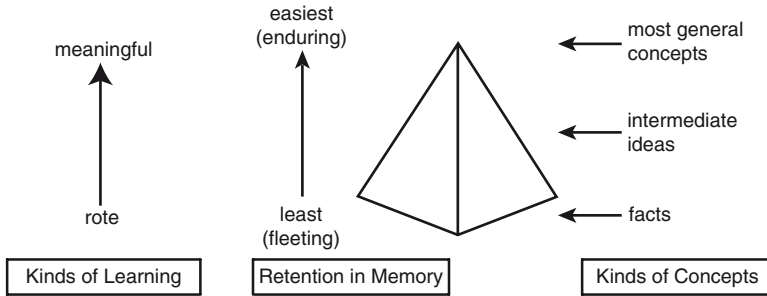 meaningful
rote
Kinds of Learning
easiest
(enduring)
least
(fleeting)
Retention in Memory
most general
concepts
intermediate
ideas
facts
Kinds of Concepts